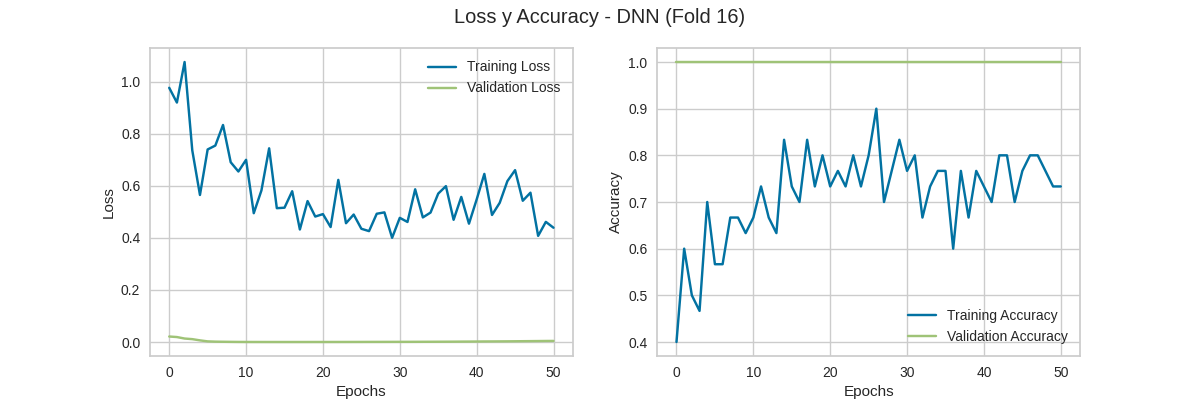 Loss y Accuracy - DNN (Fold 16)
1.0
0.8
0.6
0.4
0.2
0.0
Loss
Training Loss
Validation Loss
0 10 20 30 40 50
Epochs
1.0
0.9
0.8
0.7
0.6
0.5
0.4
Accuracy
Training Accuracy
Validation Accuracy
0 10 20 30 40 50
Epochs